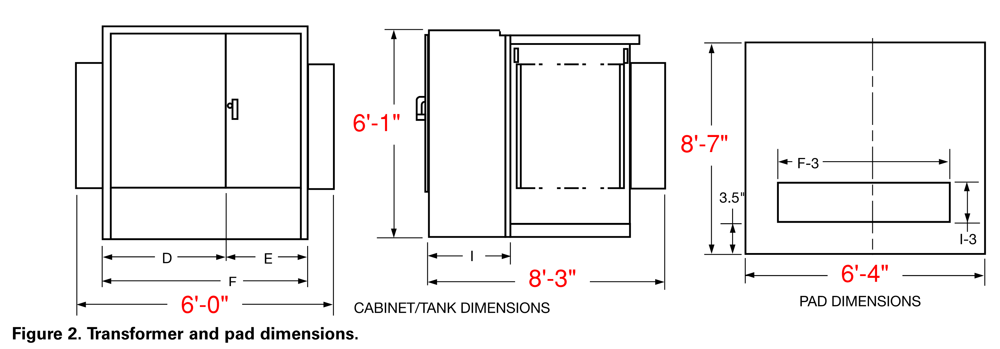 6'-1"
8'-7"
F-3
3.5"
I-3
D
E
I
F
8'-3"
6'-4"
6'-0"
CABINET/TANK DIMENSIONS
PAD DIMENSIONS
Figure 2. Transformer and pad dimensions.